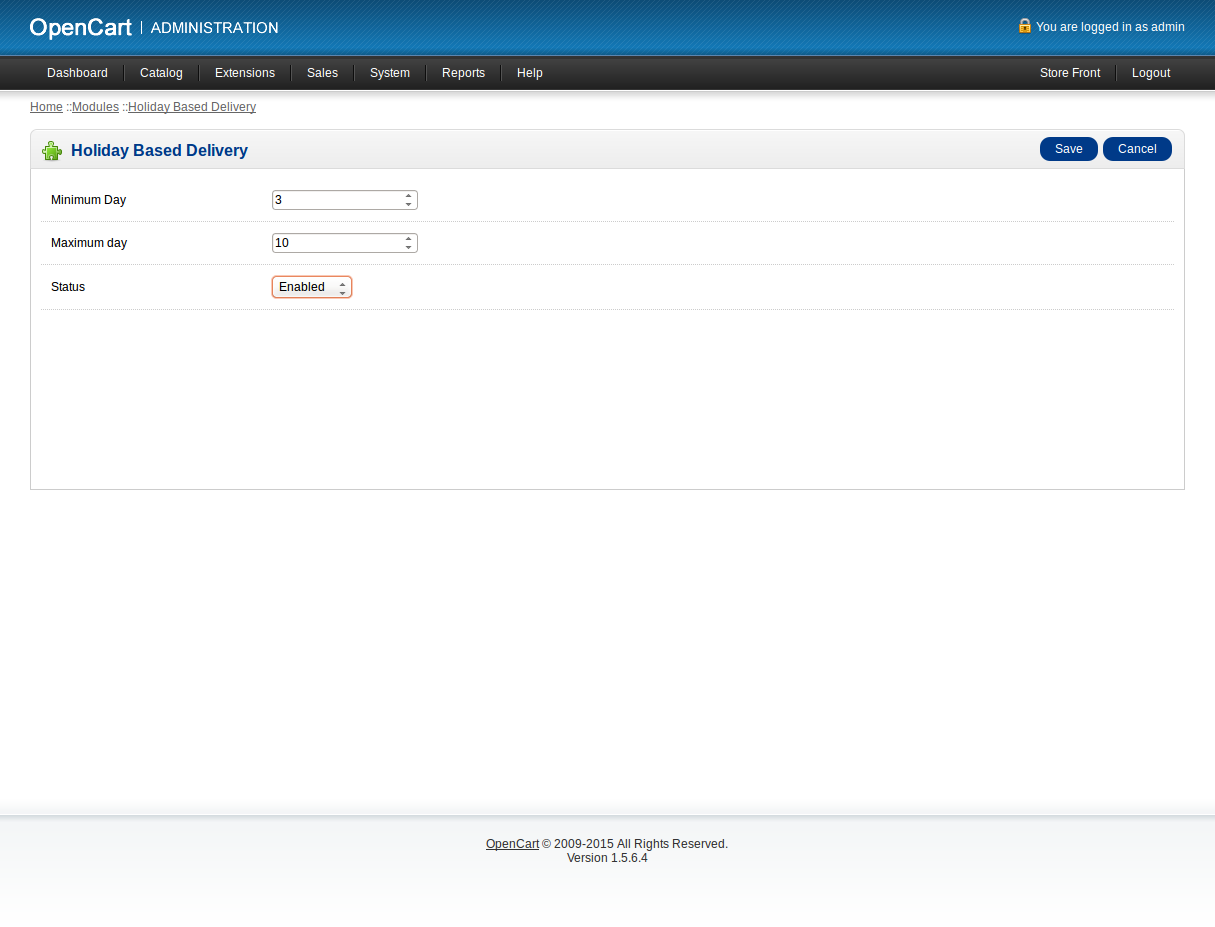 OpenCart | ADMINISTRATION
You are logged in as admin
Dashboard Catalog Extensions Sales System Reports Help Store Front Logout
Home ::Modules ::Holiday Based Delivery
Holiday Based Delivery Save Cancel
Minimum Day 3
Maximum day 10
Status Enabled
OpenCart © 2009-2015 All Rights Reserved.
Version 1.5.6.4